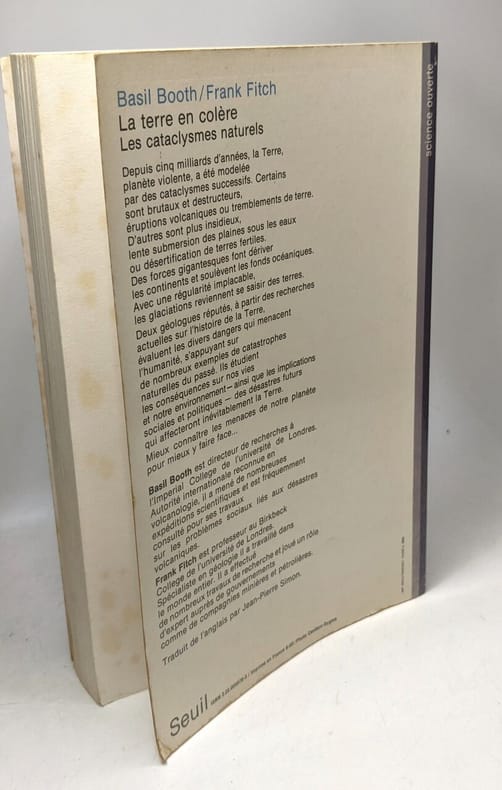 Basil Booth/Frank Fitch
La terre en colère
Les cataclysmes naturels
Depuis cinq milliards d'années, la Terre,
planète violente, a été modelée
par des cataclysmes successifs. Certains
sont brutaux et destructeurs,
éruptions volcaniques ou tremblements de terre.
D'autres sont plus insidieux,
lente submersion des plaines sous les eaux
ou désertification de terres fertiles.
Des forces gigantesques font dériver
les continents et soulèvent les fonds océaniques.
Avec une régularité implacable,
les glaciations reviennent se saisir des terres.
Deux géologues réputés, à partir des recherches
actuelles sur l'histoire de la Terre,
évaluent les divers dangers qui menacent
l'humanité, s'appuyant sur
de nombreux exemples de catastrophes
naturelles du passé. Ils étudient
les conséquences sur nos vies
et notre environnement – ainsi que les implications
sociales et politiques – des désastres futurs
qui affecteront inévitablement la Terre.
Mieux connaître les menaces de notre planète
pour mieux y faire face...
Basil Booth est directeur de recherches à
l'Imperial College de l'université de Londres.
Autorité internationale reconnue en
volcanologie, il a mené de nombreuses
expéditions scientifiques et est fréquemment
consulté pour ses travaux
sur les problèmes sociaux liés aux désastres
volcaniques.
Frank Fitch est professeur au Birkbeck
College de l'université de Londres.
Spécialiste en géologie il a travaillé dans
le monde entier. Il a effectué
de nombreux travaux de recherche et joué un rôle
d'expert auprès de gouvernements
comme de compagnies minières et pétrolières.
Traduit de l'anglais par Jean-Pierre Simon.
Seuil
science ouverte